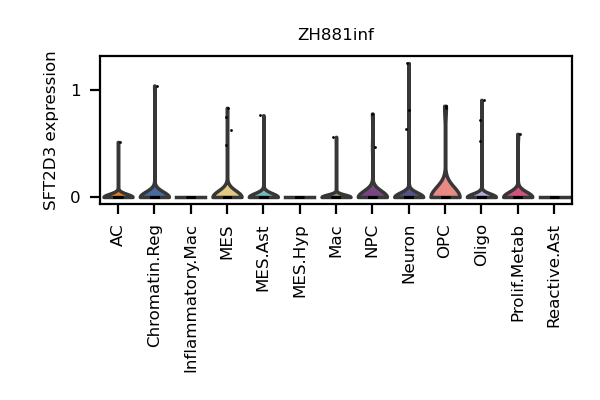 ZH881inf
SFT2D3 expression
1
0
AC
Chromatin.Reg
Inflammatory.Mac
MES
MES.Ast
MES.Hyp
Mac
NPC
Neuron
OPC
Oligo
Prolif.Metab
Reactive.Ast